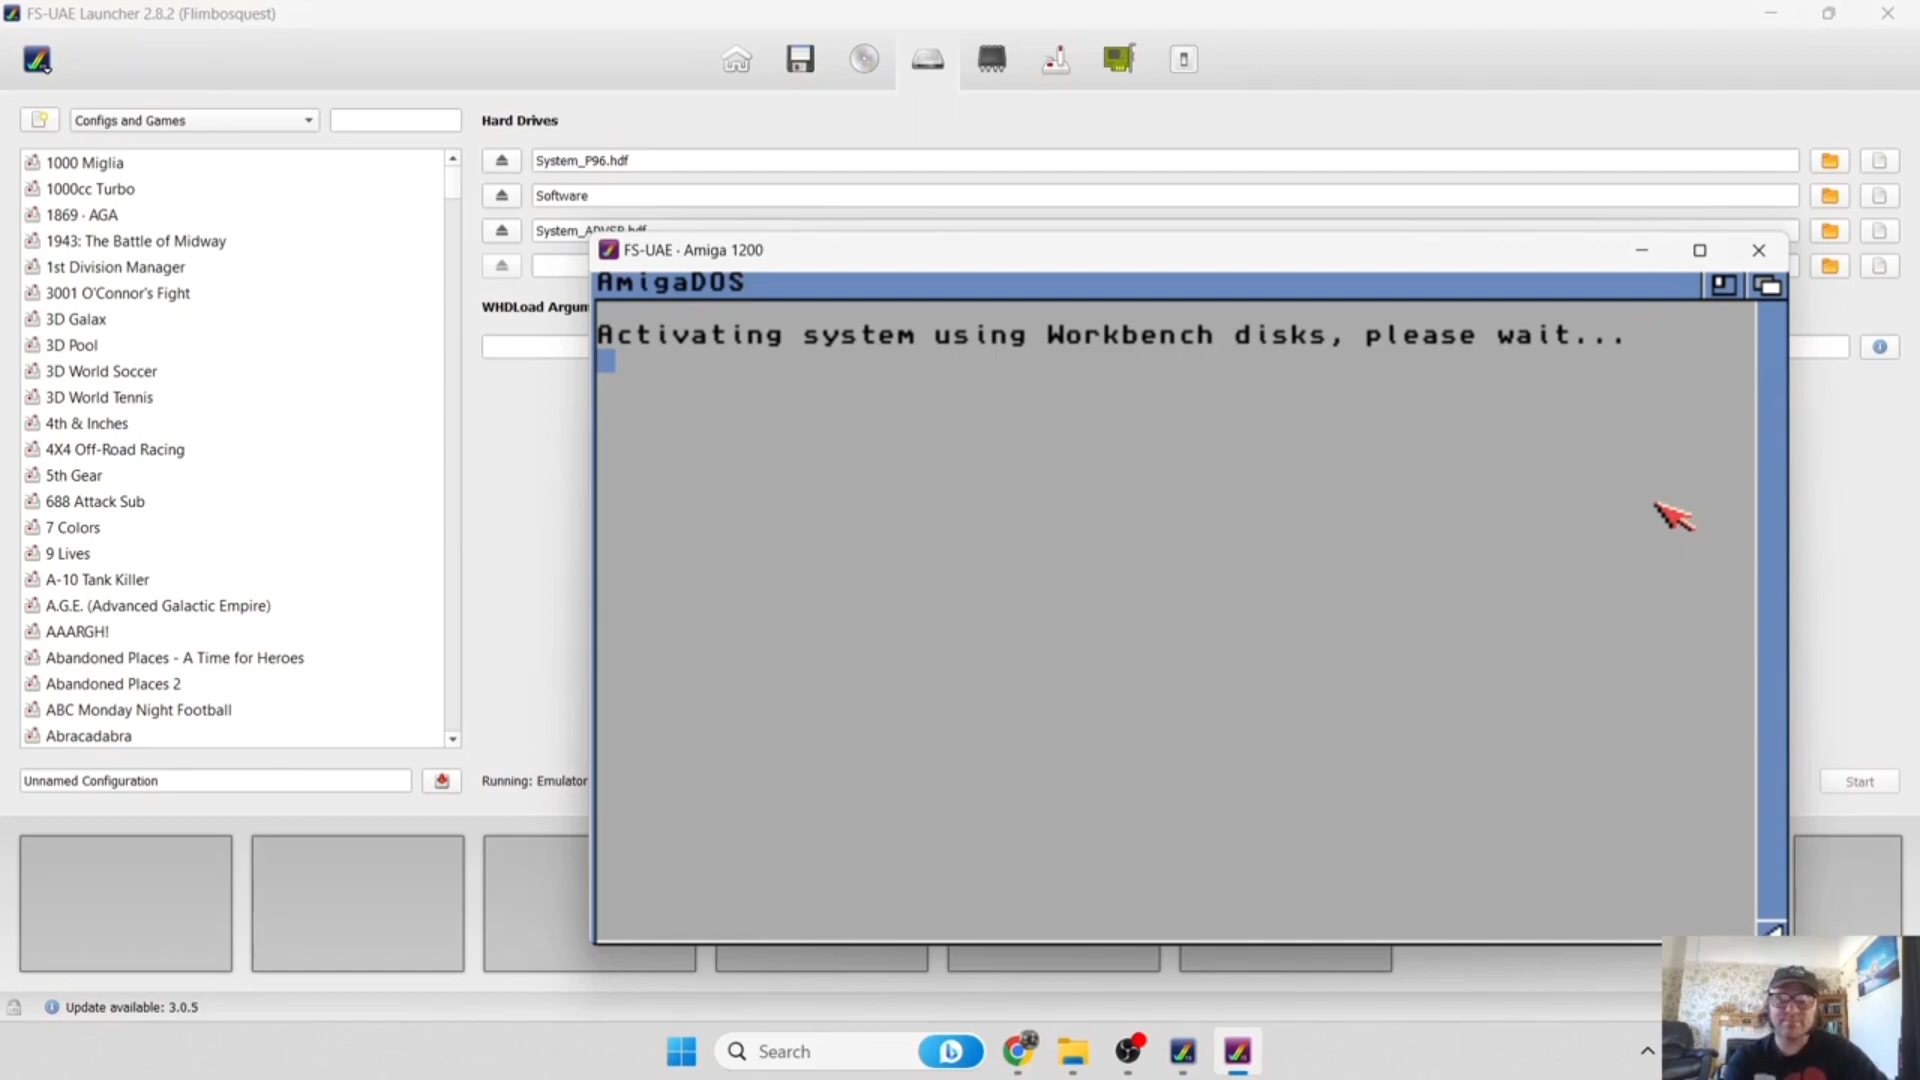 FS-UAE Launcher 2.8.2 (Flimbosquest)
Configs and Games
Hard Drives
1000 Miglia
1000cc Turbo
1869 · AGA
1943: The Battle of Midway
1st Division Manager
3001 O'Connor's Fight
3D Galax
3D Pool
3D World Soccer
3D World Tennis
4th & Inches
4X4 Off-Road Racing
5th Gear
688 Attack Sub
7 Colors
9 Lives
A-10 Tank Killer
A.G.E. (Advanced Galactic Empire)
AAARGH!
Abandoned Places - A Time for Heroes
Abandoned Places 2
ABC Monday Night Football
Abracadabra
System_P96.hdf
Software
System_ADVSP.hdf
WHDLoad Argum
FS-UAE · Amiga 1200
AmigaDOS
Activating system using Workbench disks, please wait...
Unnamed Configuration
Running: Emulator
Start
Update available: 3.0.5
Search